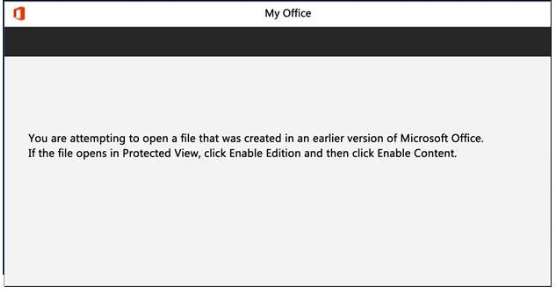 My Office
You are attempting to open a file that was created in an earlier version of Microsoft Office.
If the file opens in Protected View, click Enable Edition and then click Enable Content.